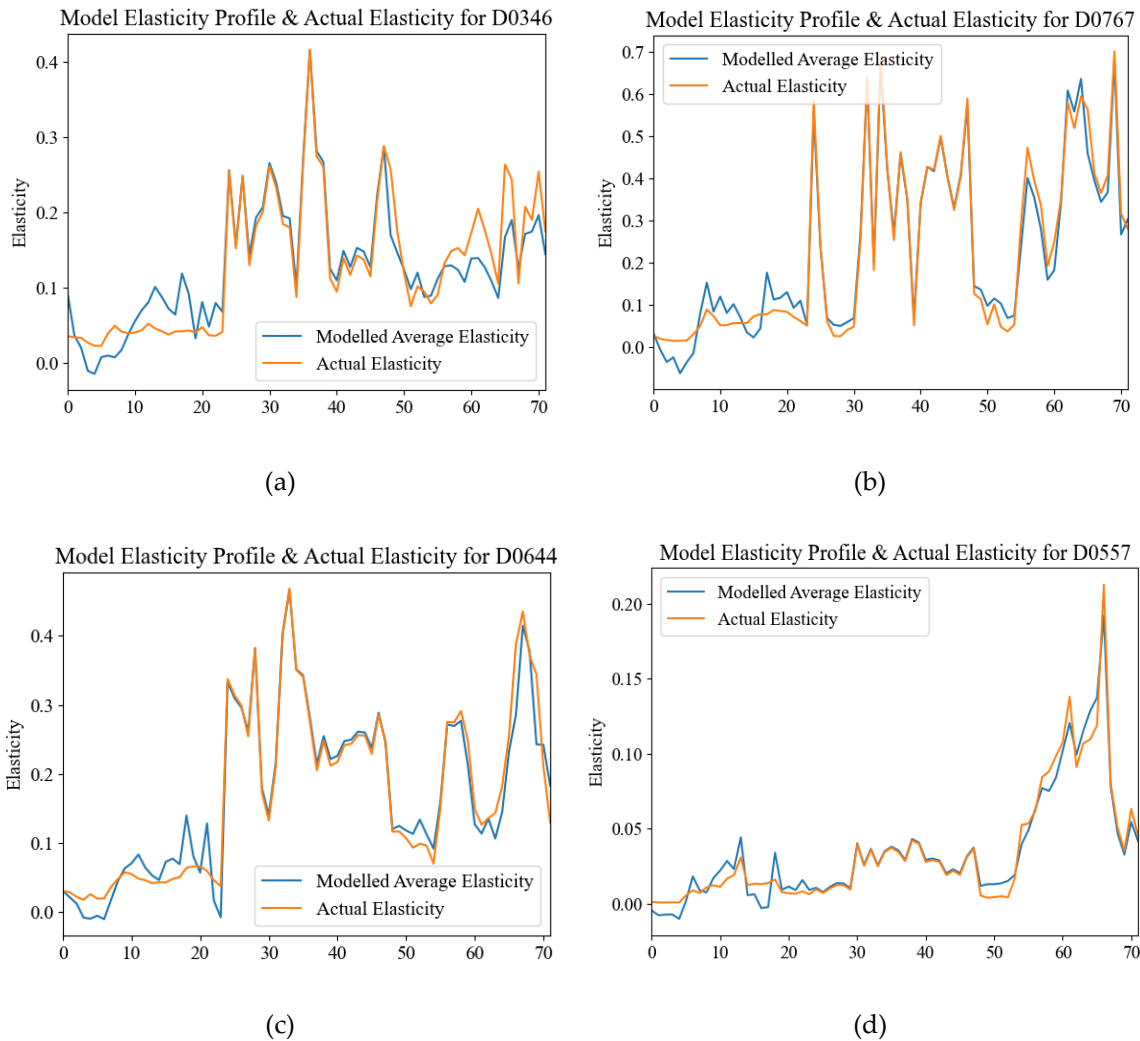 Model Elasticity Profile & Actual Elasticity for D0346
Elasticity
0.4
0.3
0.2
0.1
0.0
Modelled Average Elasticity
Actual Elasticity
0 10 20 30 40 50 60 70
(a)
Model Elasticity Profile & Actual Elasticity for D0767
Elasticity
0.7
0.6
0.5
0.4
0.3
0.2
0.1
0.0
Modelled Average Elasticity
Actual Elasticity
0 10 20 30 40 50 60 70
(b)
Model Elasticity Profile & Actual Elasticity for D0644
Elasticity
0.4
0.3
0.2
0.1
0.0
Modelled Average Elasticity
Actual Elasticity
0 10 20 30 40 50 60 70
(c)
Model Elasticity Profile & Actual Elasticity for D0557
Elasticity
0.20
0.15
0.10
0.05
0.00
Modelled Average Elasticity
Actual Elasticity
0 10 20 30 40 50 60 70
(d)